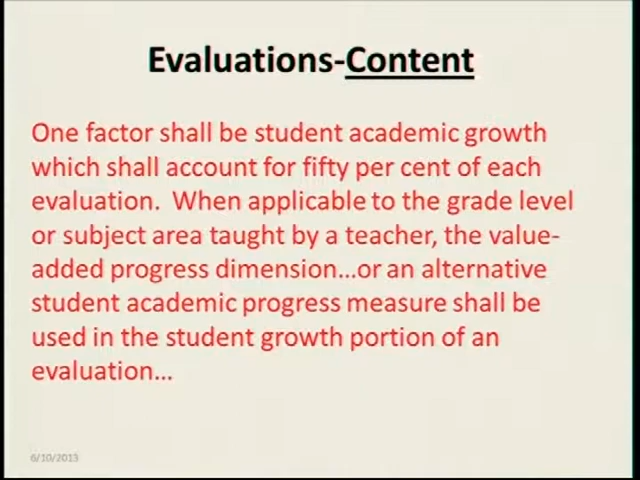 Evaluations-Content
One factor shall be student academic growth
which shall account for fifty per cent of each
evaluation.  When applicable to the grade level
or subject area taught by a teacher, the value-
added progress dimension…or an alternative
student academic progress measure shall be
used in the student growth portion of an
evaluation…
6/10/2013